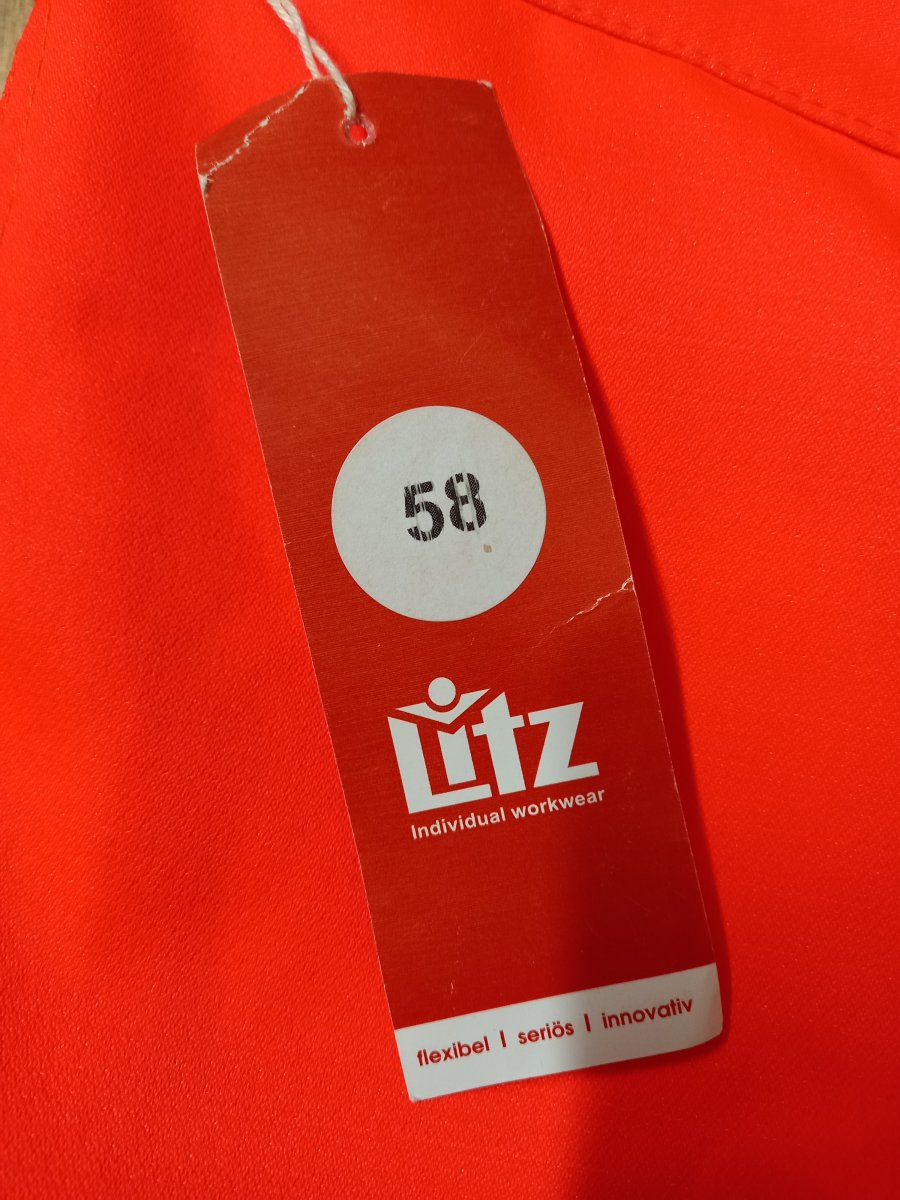 58
Litz
Individual workwear
flexibel | seriös | innovativ